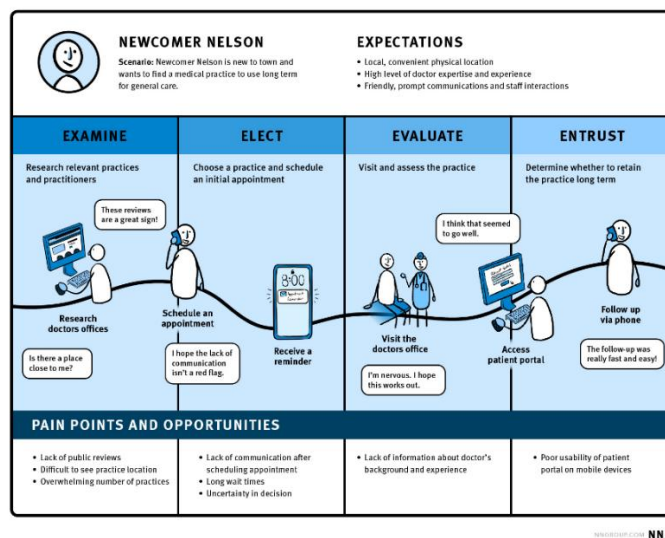 NEWCOMER NELSON
Scenario: Newcomer Nelson is new to town and
wants to find a medical practice to use long term
for general care.
EXPECTATIONS
• Local, convenient physical location
• High level of doctor expertise and experience
• Friendly, prompt communications and staff interactions
EXAMINE
Research relevant practices
and practitioners
These reviews
are a great sign!
Research
doctors offices
Is there a place
close to me?
ELECT
Choose a practice and schedule
an initial appointment
Schedule an
appointment
I hope the lack of
communication
isn't a red flag.
8:00
Receive a
reminder
EVALUATE
Visit and assess the practice
Visit the
doctors office
I'm nervous. I hope
this works out.
I think that seemed
to go well.
Access
patient portal
ENTRUST
Determine whether to retain
the practice long term
Follow up
via phone
The follow-up was
really fast and easy!
PAIN POINTS AND OPPORTUNITIES
• Lack of public reviews
• Difficult to see practice location
• Overwhelming number of practices
• Lack of communication after
scheduling appointment
• Long wait times
• Uncertainty in decision
• Lack of information about doctor's
background and experience
• Poor usability of patient
portal on mobile devices
NNGROUP.COM NN